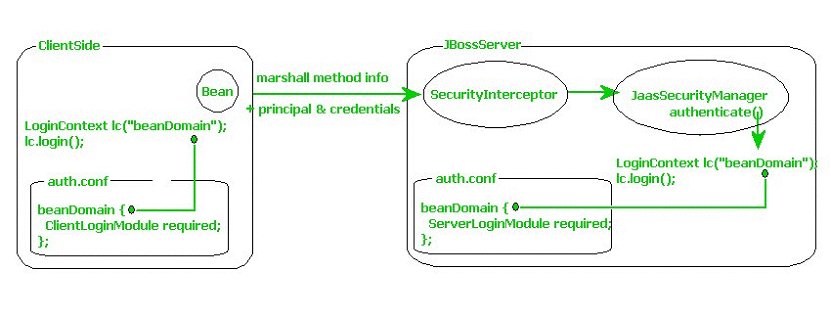 ClientSide
Bean
LoginContext lc("beanDomain");
lc.login();
auth.conf
beanDomain {
ClientLoginModule required;
};
marshall method info
+ principal & credentials
JBossServer
SecurityInterceptor
JaasSecurityManager
authenticate()
LoginContext lc("beanDomain");
lc.login();
auth.conf
beanDomain {
ServerLoginModule required;
};